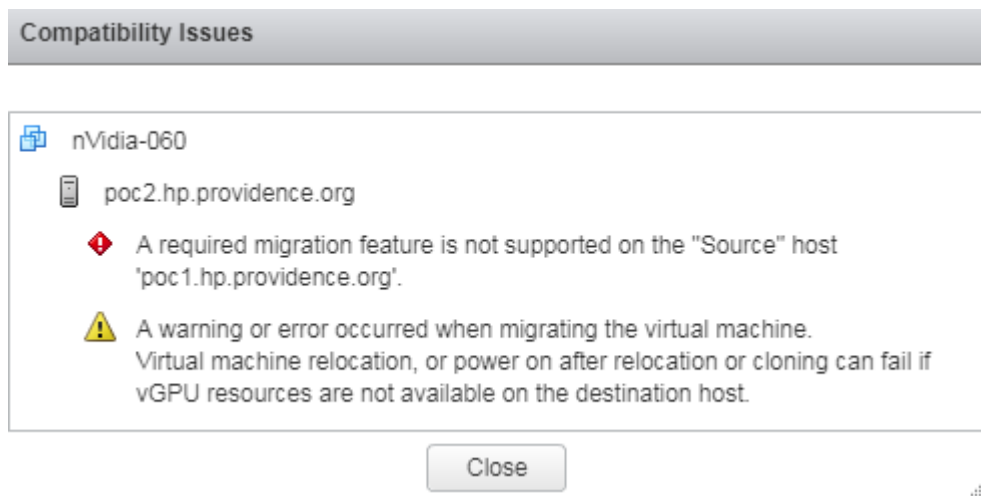 Compatibility Issues
nVidia-060
poc2.hp.providence.org
A required migration feature is not supported on the "Source" host
'poc1.hp.providence.org'.
A warning or error occurred when migrating the virtual machine.
Virtual machine relocation, or power on after relocation or cloning can fail if
vGPU resources are not available on the destination host.
Close